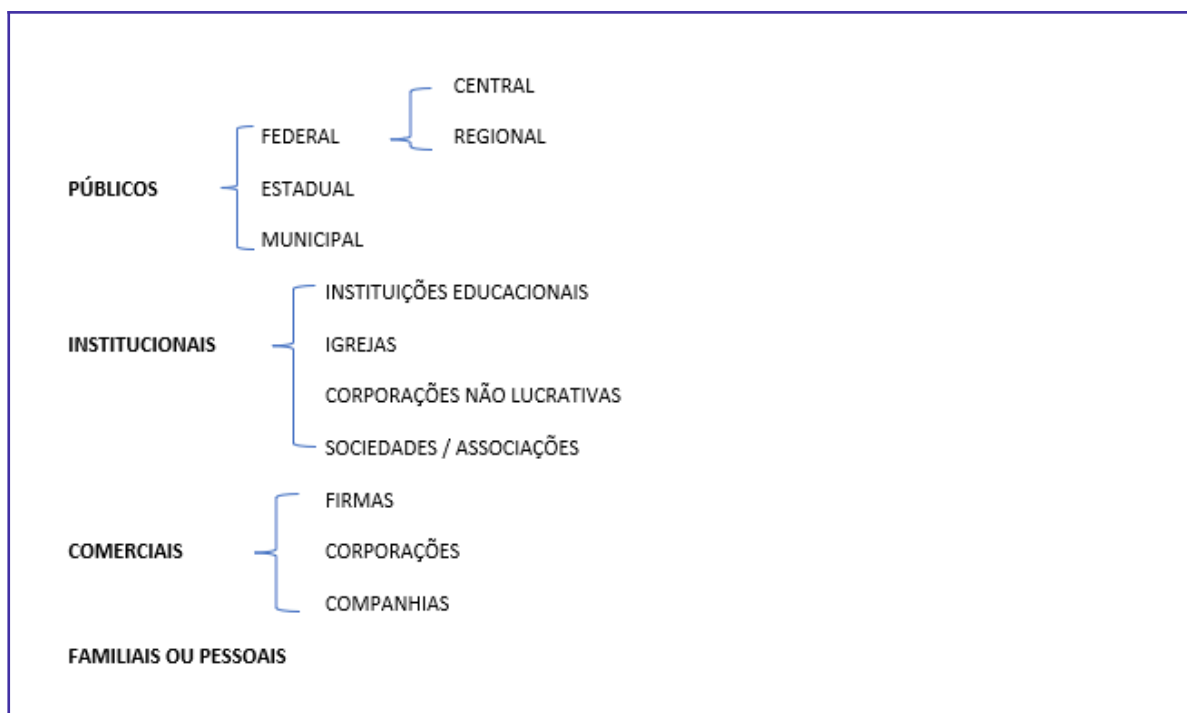 CENTRAL
FEDERAL REGIONAL
PÚBLICOS ESTADUAL
MUNICIPAL
INSTITUIÇÕES EDUCACIONAIS
INSTITUCIONAIS IGREJAS
CORPORAÇÕES NÃO LUCRATIVAS
SOCIEDADES / ASSOCIAÇÕES
FIRMAS
COMERCIAIS CORPORAÇÕES
COMPANHIAS
FAMILIAIS OU PESSOAIS